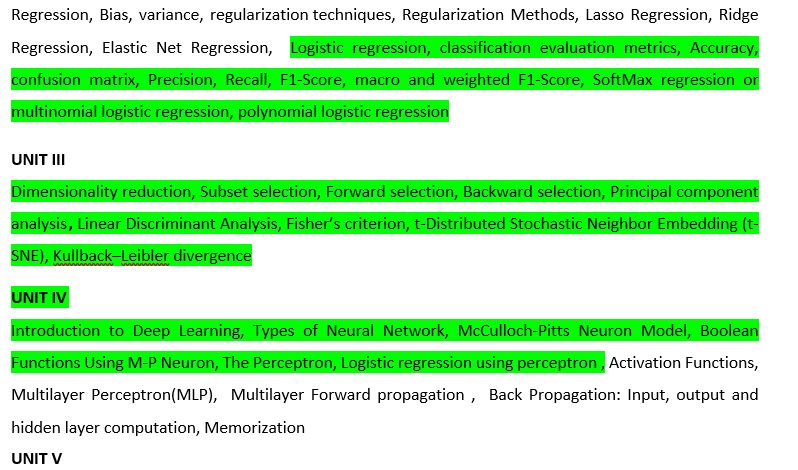 Regression, Bias, variance, regularization techniques, Regularization Methods, Lasso Regression, Ridge
Regression, Elastic Net Regression, Logistic regression, classification evaluation metrics, Accuracy,
confusion matrix, Precision, Recall, F1-Score, macro and weighted F1-Score, SoftMax regression or
multinomial logistic regression, polynomial logistic regression
UNIT III
Dimensionality reduction, Subset selection, Forward selection, Backward selection, Principal component
analysis, Linear Discriminant Analysis, Fisher’s criterion, t-Distributed Stochastic Neighbor Embedding (t-
SNE), Kullback–Leibler divergence
UNIT IV
Introduction to Deep Learning, Types of Neural Network, McCulloch-Pitts Neuron Model, Boolean
Functions Using M-P Neuron, The Perceptron, Logistic regression using perceptron , Activation Functions,
Multilayer Perceptron(MLP), Multilayer Forward propagation , Back Propagation: Input, output and
hidden layer computation, Memorization
UNIT V